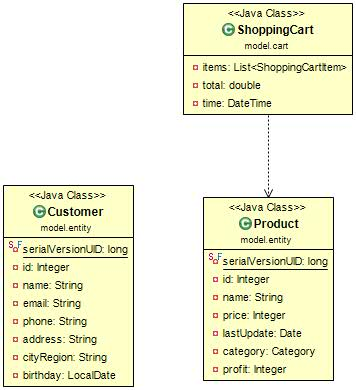 <<Java Class>>
ShoppingCart
model.cart
items: List<ShoppingCartItem>
total: double
time: DateTime
<<Java Class>>
Customer
model.entity
serialVersionUID: long
id: Integer
name: String
email: String
phone: String
address: String
cityRegion: String
birthday: LocalDate
<<Java Class>>
Product
model.entity
serialVersionUID: long
id: Integer
name: String
price: Integer
lastUpdate: Date
category: Category
profit: Integer